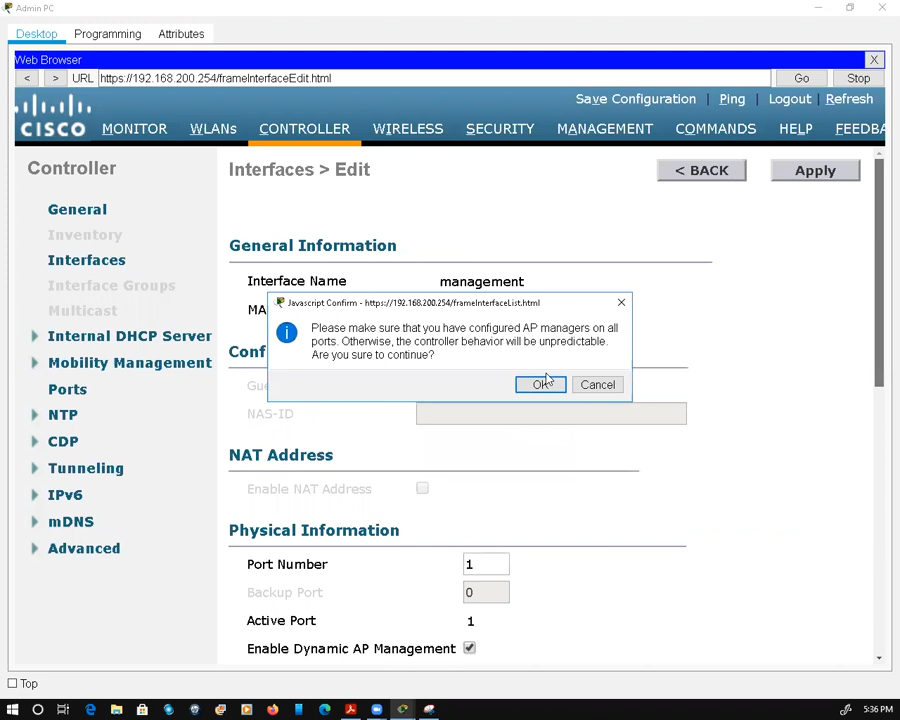 Admin PC
Desktop Programming Attributes
Web Browser X
< > URL https://192.168.200.254/frameInterfaceEdit.html Go Stop
Save Configuration | Ping | Logout | Refresh
CISCO MONITOR WLANs CONTROLLER WIRELESS SECURITY MANAGEMENT COMMANDS HELP FEEDBA
Controller
General
Inventory
Interfaces
Interface Groups
Multicast
Internal DHCP Server
Mobility Management
Ports
NTP
CDP
Tunneling
IPv6
mDNS
Advanced
Interfaces > Edit
< BACK Apply
General Information
Interface Name management
MA
Javascript Confirm - https://192.168.200.254/frameInterfaceList.html
Please make sure that you have configured AP managers on all
ports. Otherwise, the controller behavior will be unpredictable.
Are you sure to continue?
OK Cancel
Conf
Gue
NAS-ID
NAT Address
Enable NAT Address
Physical Information
Port Number 1
Backup Port 0
Active Port 1
Enable Dynamic AP Management
Top
5:36 PM